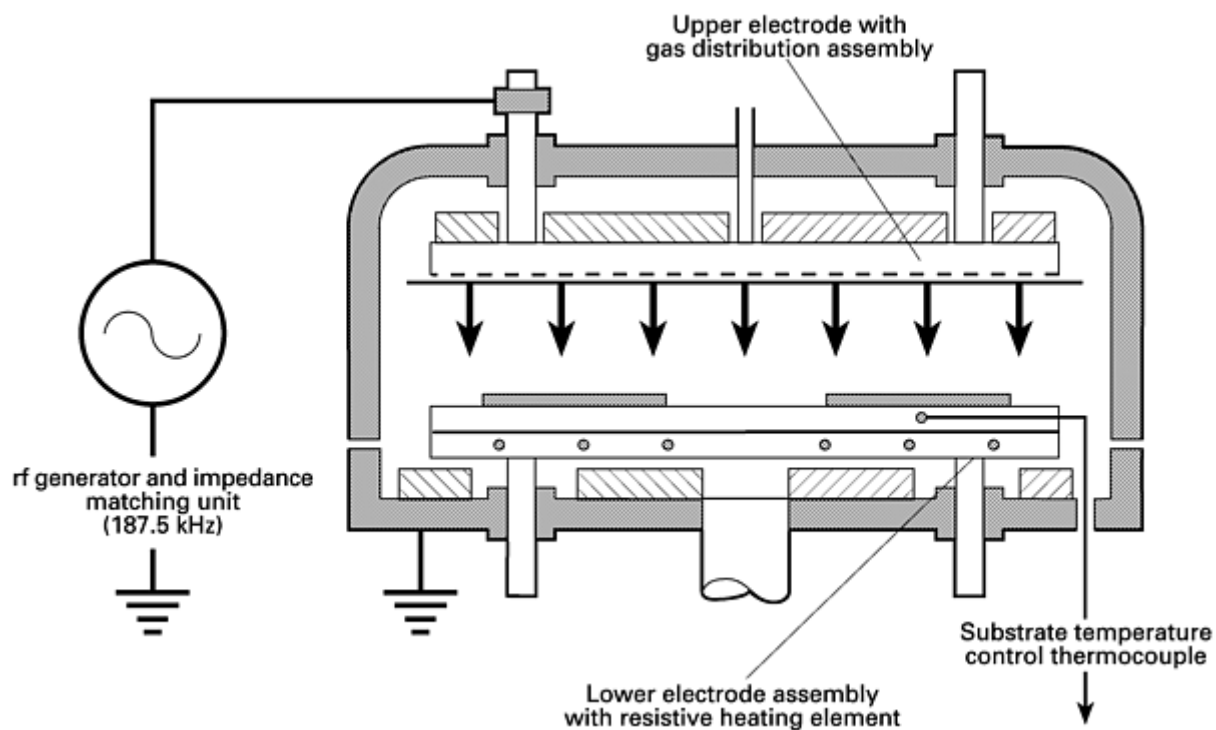 Upper electrode with
gas distribution assembly
rf generator and impedance
matching unit
(187.5 kHz)
Substrate temperature
control thermocouple
Lower electrode assembly
with resistive heating element